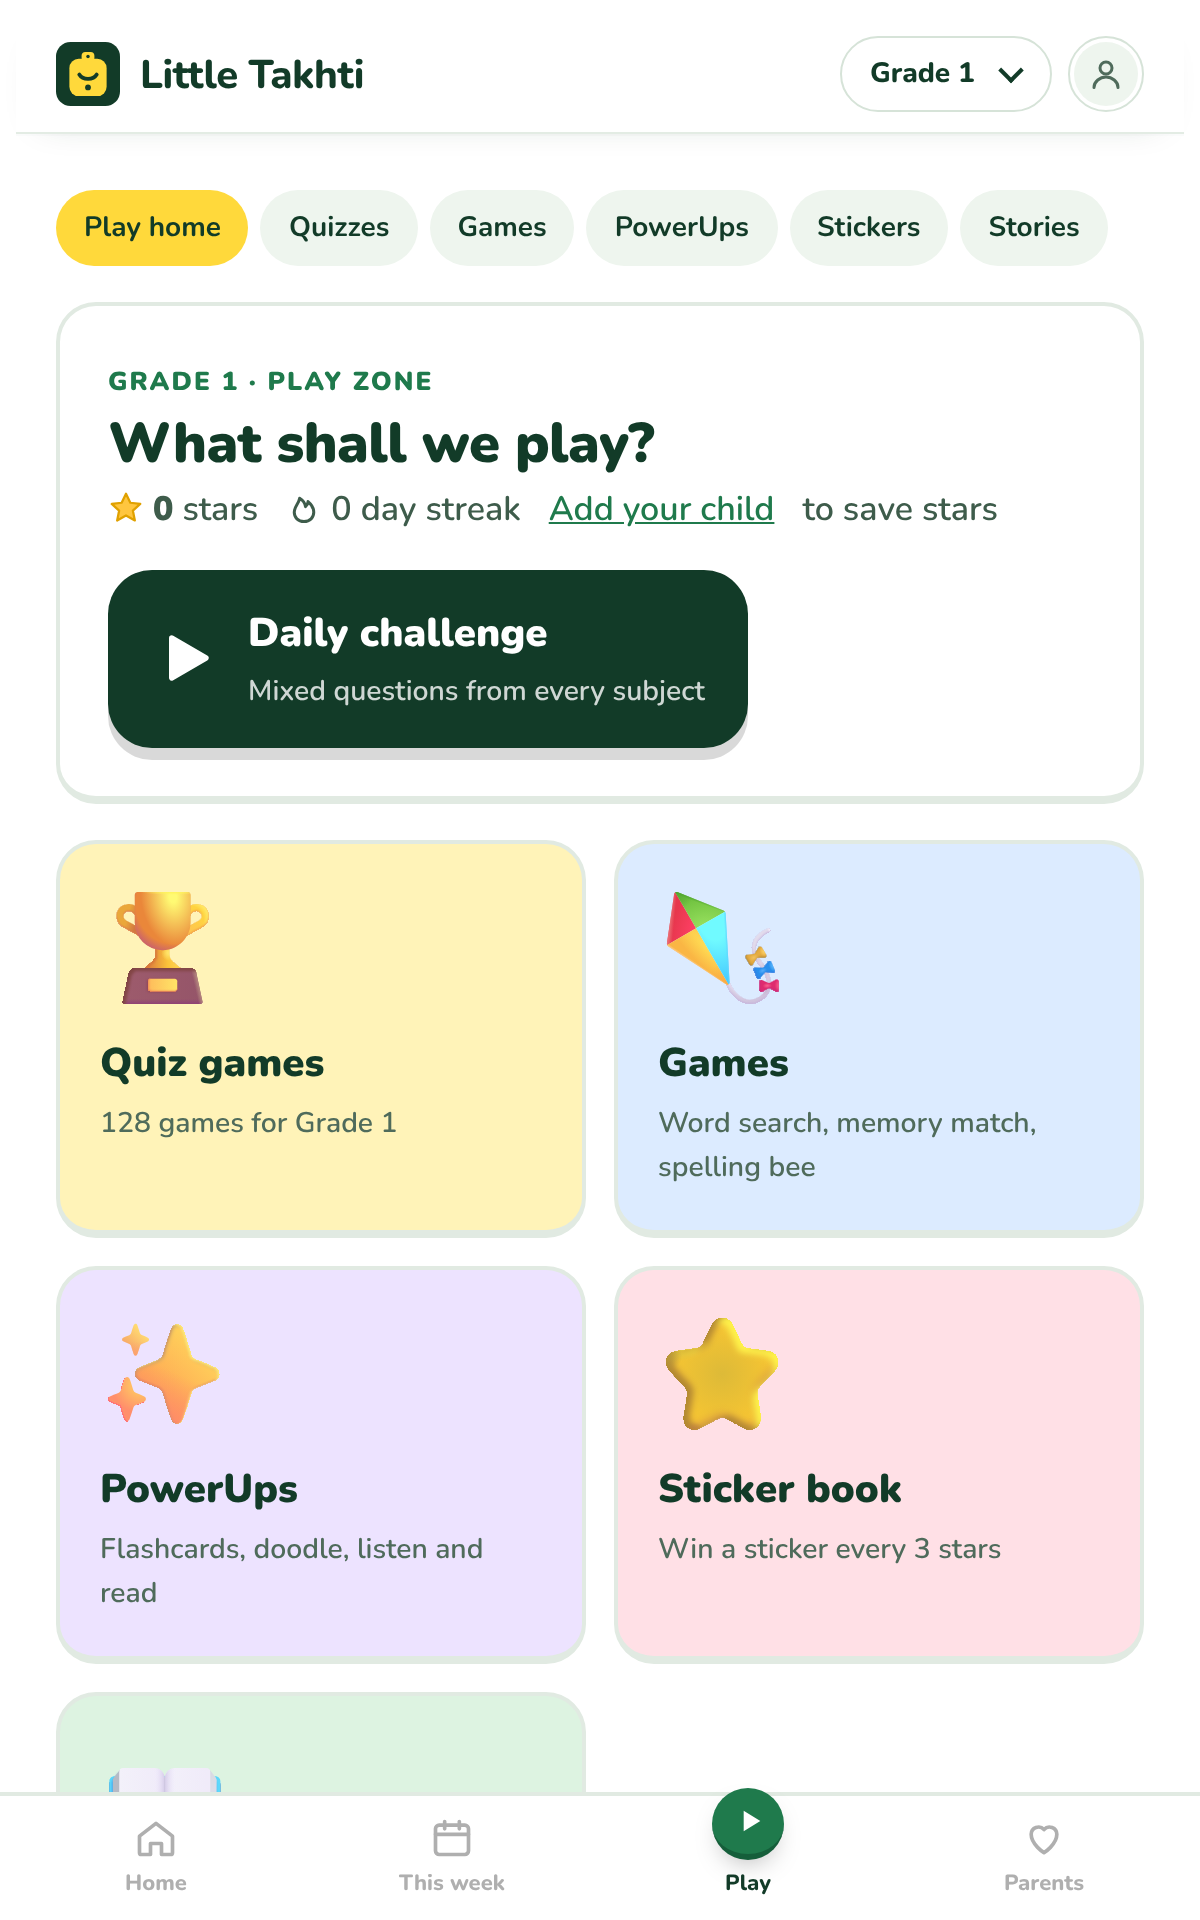 Little Takhti
Grade 1
Play home
Quizzes
Games
PowerUps
Stickers
Stories
GRADE 1 · PLAY ZONE
What shall we play?
0 stars 0 day streak Add your child to save stars
Daily challenge
Mixed questions from every subject
Quiz games
128 games for Grade 1
Games
Word search, memory match,
spelling bee
PowerUps
Flashcards, doodle, listen and
read
Sticker book
Win a sticker every 3 stars
Home
This week
Play
Parents